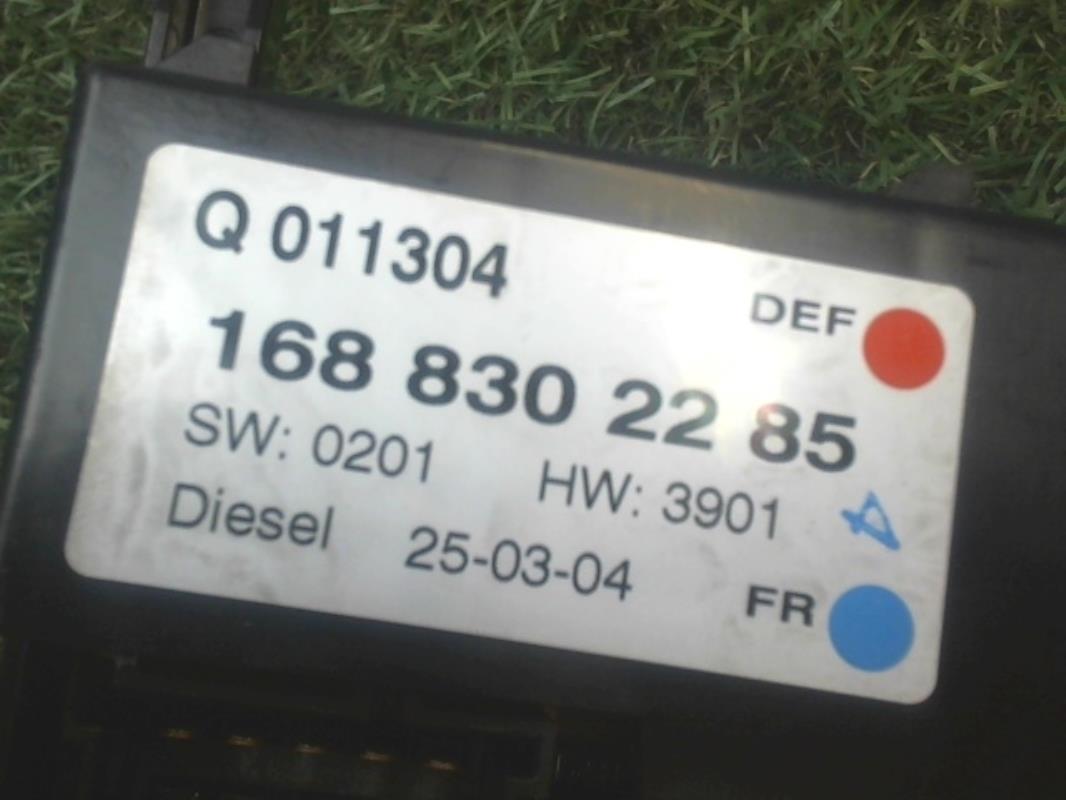 Q 011304
DEF
168 830 22 85
SW: 0201 HW: 3901
Diesel 25-03-04
FR